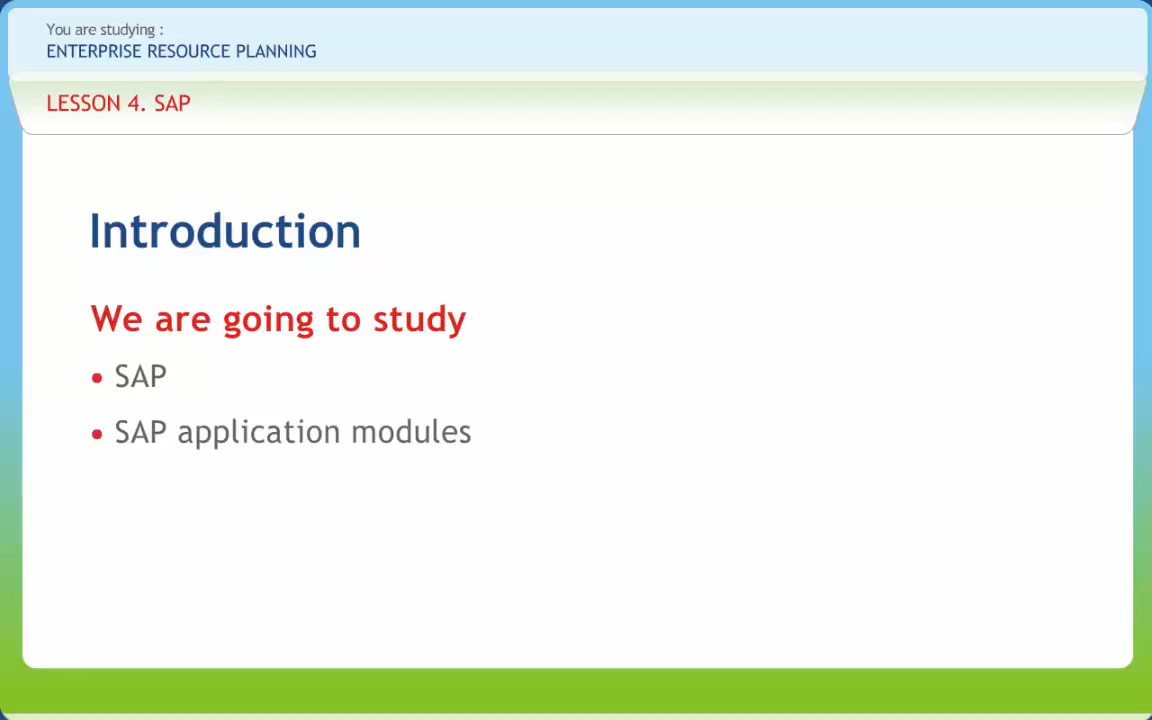 You are studying :
ENTERPRISE RESOURCE PLANNING
LESSON 4. SAP
Introduction
We are going to study
• SAP
• SAP application modules